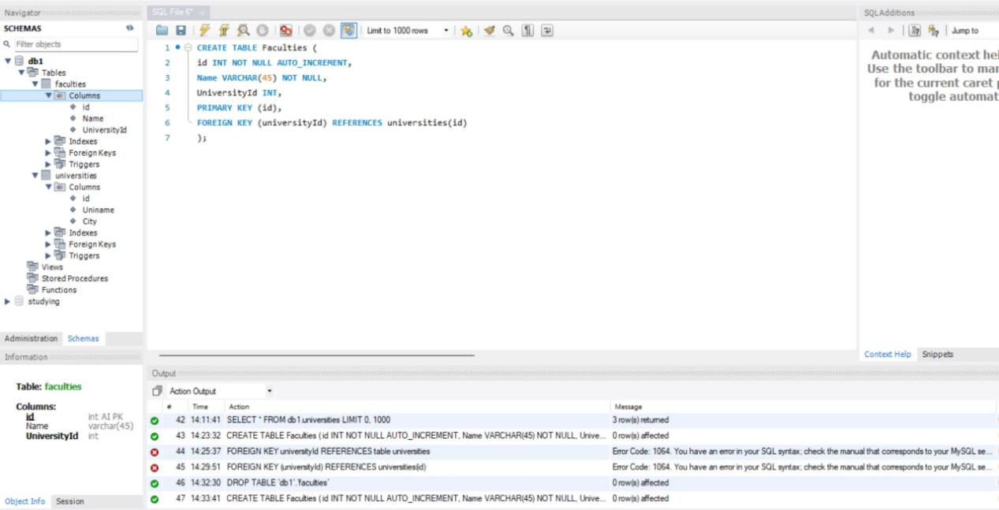 Navigator
SCHEMAS
Filter objects
db1
Tables
faculties
Columns
id
Name
UniversityId
Indexes
Foreign Keys
Triggers
universities
Columns
id
Uniname
City
Indexes
Foreign Keys
Triggers
Views
Stored Procedures
Functions
studying
Administration Schemas
Information
Table: faculties
Columns:
id int AI PK
Name varchar(45)
UniversityId int
Object Info Session
SQL File 6*
Limit to 1000 rows
1 CREATE TABLE Faculties (
2 id INT NOT NULL AUTO_INCREMENT,
3 Name VARCHAR(45) NOT NULL,
4 UniversityId INT,
5 PRIMARY KEY (id),
6 FOREIGN KEY (universityId) REFERENCES universities(id)
7 );
SQLAdditions
Jump to
Automatic context hel
Use the toolbar to mar
for the current caret p
toggle automat
Context Help Snippets
Output
Action Output
# Time Action Message
42 14:11:41 SELECT * FROM db1.universities LIMIT 0, 1000 3 row(s) returned
43 14:23:32 CREATE TABLE Faculties ( id INT NOT NULL AUTO_INCREMENT, Name VARCHAR(45) NOT NULL, Unive... 0 row(s) affected
44 14:25:37 FOREIGN KEY universityId REFERENCES table universities Error Code: 1064. You have an error in your SQL syntax; check the manual that corresponds to your MySQL se...
45 14:29:51 FOREIGN KEY (universityId) REFERENCES universities(id) Error Code: 1064. You have an error in your SQL syntax; check the manual that corresponds to your MySQL se...
46 14:32:30 DROP TABLE `db1`.`faculties` 0 row(s) affected
47 14:33:41 CREATE TABLE Faculties ( id INT NOT NULL AUTO_INCREMENT, Name VARCHAR(45) NOT NULL, Unive... 0 row(s) affected